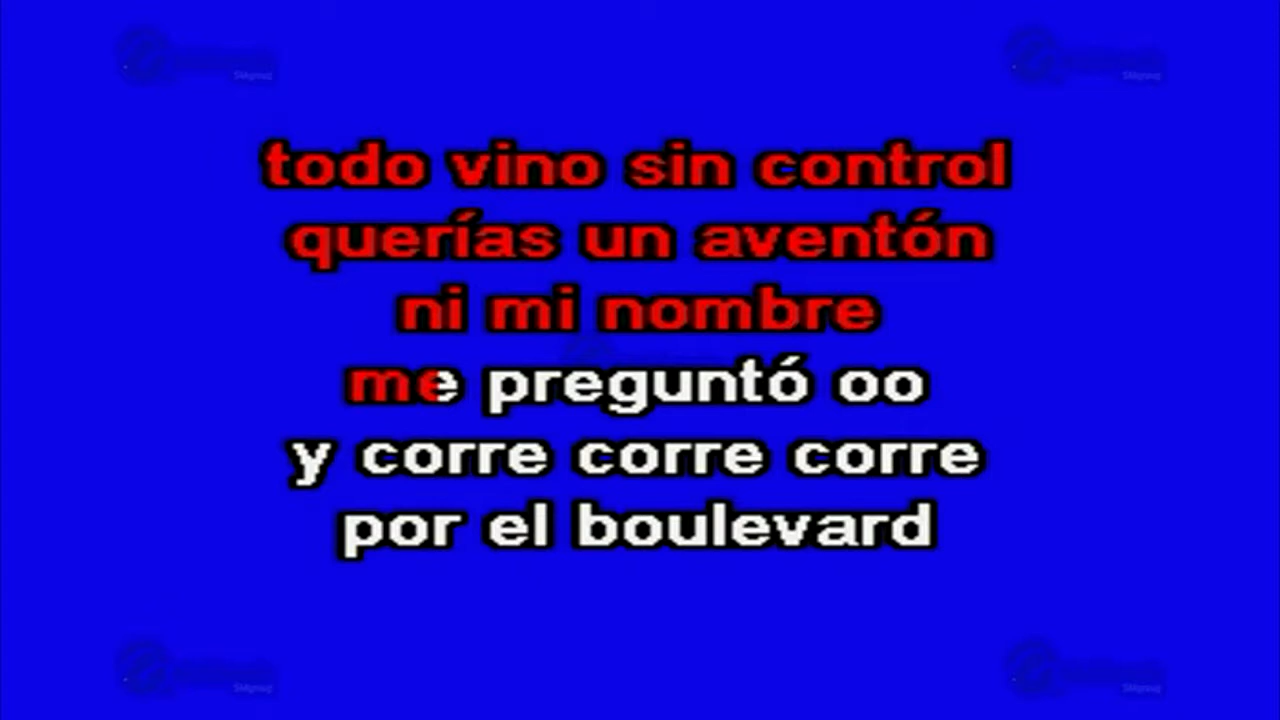 todo vino sin control
querías un aventón
ni mi nombre
me preguntó oo
y corre corre corre
por el boulevard